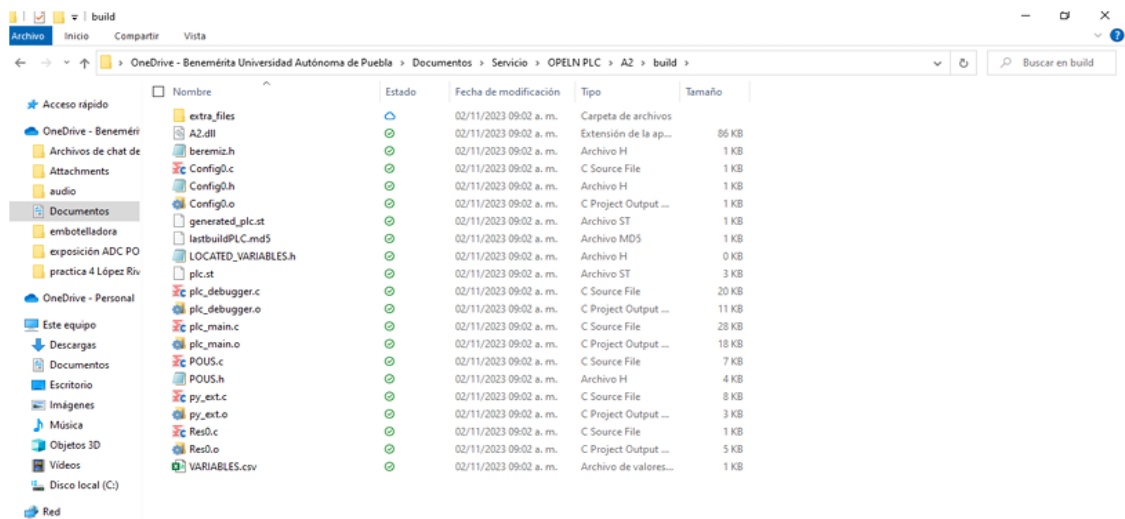 build
Archivo Inicio Compartir Vista
OneDrive - Benemérita Universidad Autónoma de Puebla > Documentos > Servicio > OPELN PLC > A2 > build > Buscar en build
Nombre Estado Fecha de modificación Tipo Tamaño
Acceso rápido
OneDrive - Benemérit
Archivos de chat de
Attachments
audio
Documentos
embotelladora
exposición ADC PO
practica 4 López Riv
OneDrive - Personal
Este equipo
Descargas
Documentos
Escritorio
Imágenes
Música
Objetos 3D
Vídeos
Disco local (C:)
Red
extra_files 02/11/2023 09:02 a. m. Carpeta de archivos
A2.dll 02/11/2023 09:02 a. m. Extensión de la ap... 86 KB
beremiz.h 02/11/2023 09:02 a. m. Archivo H 1 KB
Config0.c 02/11/2023 09:02 a. m. C Source File 1 KB
Config0.h 02/11/2023 09:02 a. m. Archivo H 1 KB
Config0.o 02/11/2023 09:02 a. m. C Project Output ... 1 KB
generated_plc.st 02/11/2023 09:02 a. m. Archivo ST 1 KB
lastbuildPLC.md5 02/11/2023 09:02 a. m. Archivo MD5 1 KB
LOCATED_VARIABLES.h 02/11/2023 09:02 a. m. Archivo H 0 KB
plc.st 02/11/2023 09:02 a. m. Archivo ST 3 KB
plc_debugger.c 02/11/2023 09:02 a. m. C Source File 20 KB
plc_debugger.o 02/11/2023 09:02 a. m. C Project Output ... 11 KB
plc_main.c 02/11/2023 09:02 a. m. C Source File 28 KB
plc_main.o 02/11/2023 09:02 a. m. C Project Output ... 18 KB
POUS.c 02/11/2023 09:02 a. m. C Source File 7 KB
POUS.h 02/11/2023 09:02 a. m. Archivo H 4 KB
py_ext.c 02/11/2023 09:02 a. m. C Source File 8 KB
py_ext.o 02/11/2023 09:02 a. m. C Project Output ... 3 KB
Res0.c 02/11/2023 09:02 a. m. C Source File 1 KB
Res0.o 02/11/2023 09:02 a. m. C Project Output ... 5 KB
VARIABLES.csv 02/11/2023 09:02 a. m. Archivo de valores... 1 KB